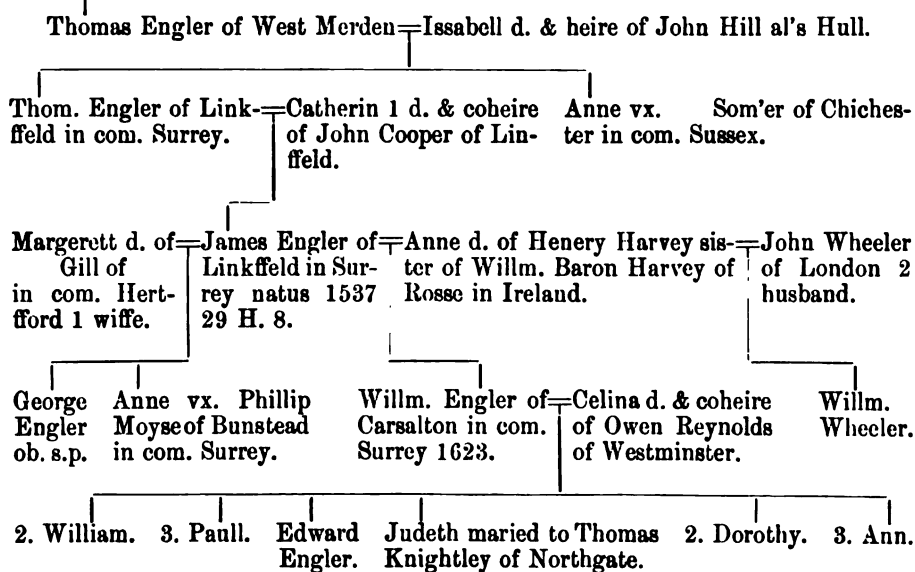 Thomas Engler of West Merden=Issabell d. & heire of John Hill al's Hull.
Thom. Engler of Link-=Catherin 1 d. & coheire
ffeld in com. Surrey. of John Cooper of Lin-
ffeld.
Anne vx. Som'er of Chiches-
ter in com. Sussex.
Margerett d. of=James Engler of=Anne d. of Henery Harvey sis-=John Wheeler
Gill of Linkffeld in Sur- ter of Willm. Baron Harvey of of London 2
in com. Hert- rey natus 1537 Rosse in Ireland. husband.
fford 1 wiffe. 29 H. 8.
George Anne vx. Phillip Willm. Engler of=Celina d. & coheire Willm.
Engler Moyse of Bunstead Carsalton in com. of Owen Reynolds Wheeler.
ob. s.p. in com. Surrey. Surrey 1623. of Westminster.
2. William. 3. Paull. Edward Judeth maried to Thomas 2. Dorothy. 3. Ann.
Engler. Knightley of Northgate.